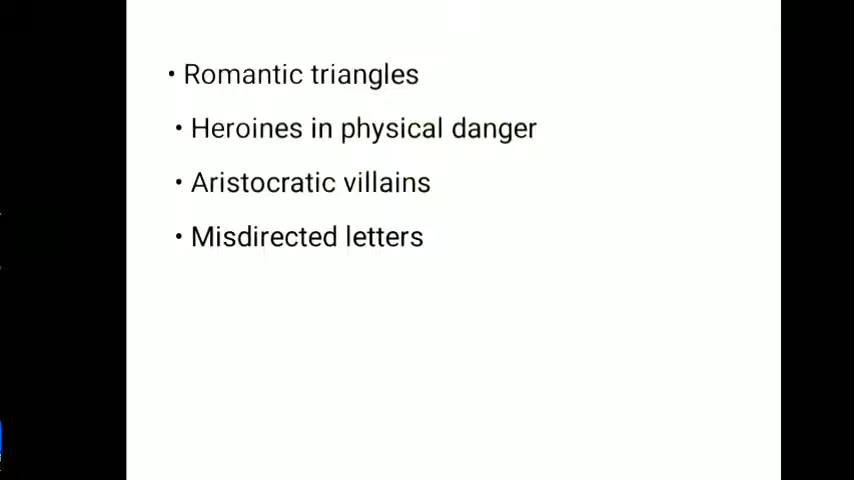 • Romantic triangles
• Heroines in physical danger
• Aristocratic villains
• Misdirected letters